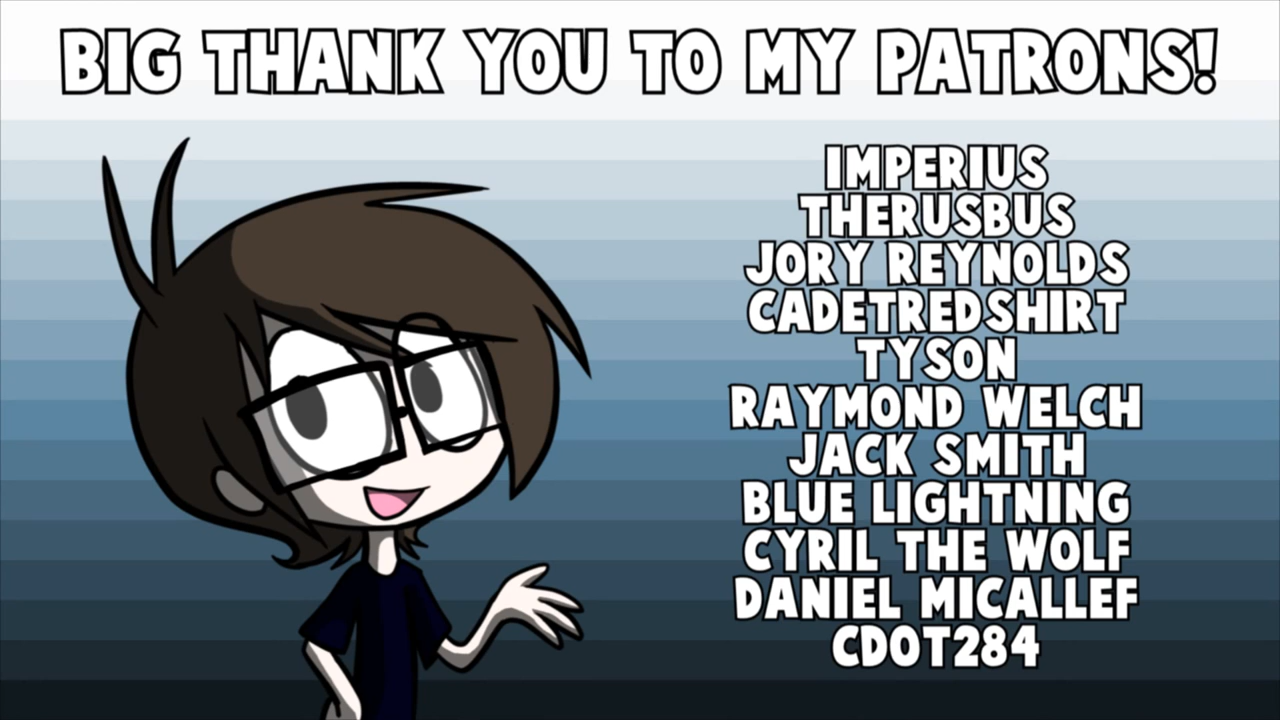 BIG THANK YOU TO MY PATRONS!
IMPERIUS
THERUSBUS
JORY REYNOLDS
CADETREDSHIRT
TYSON
RAYMOND WELCH
JACK SMITH
BLUE LIGHTNING
CYRIL THE WOLF
DANIEL MICALLEF
CDOT284